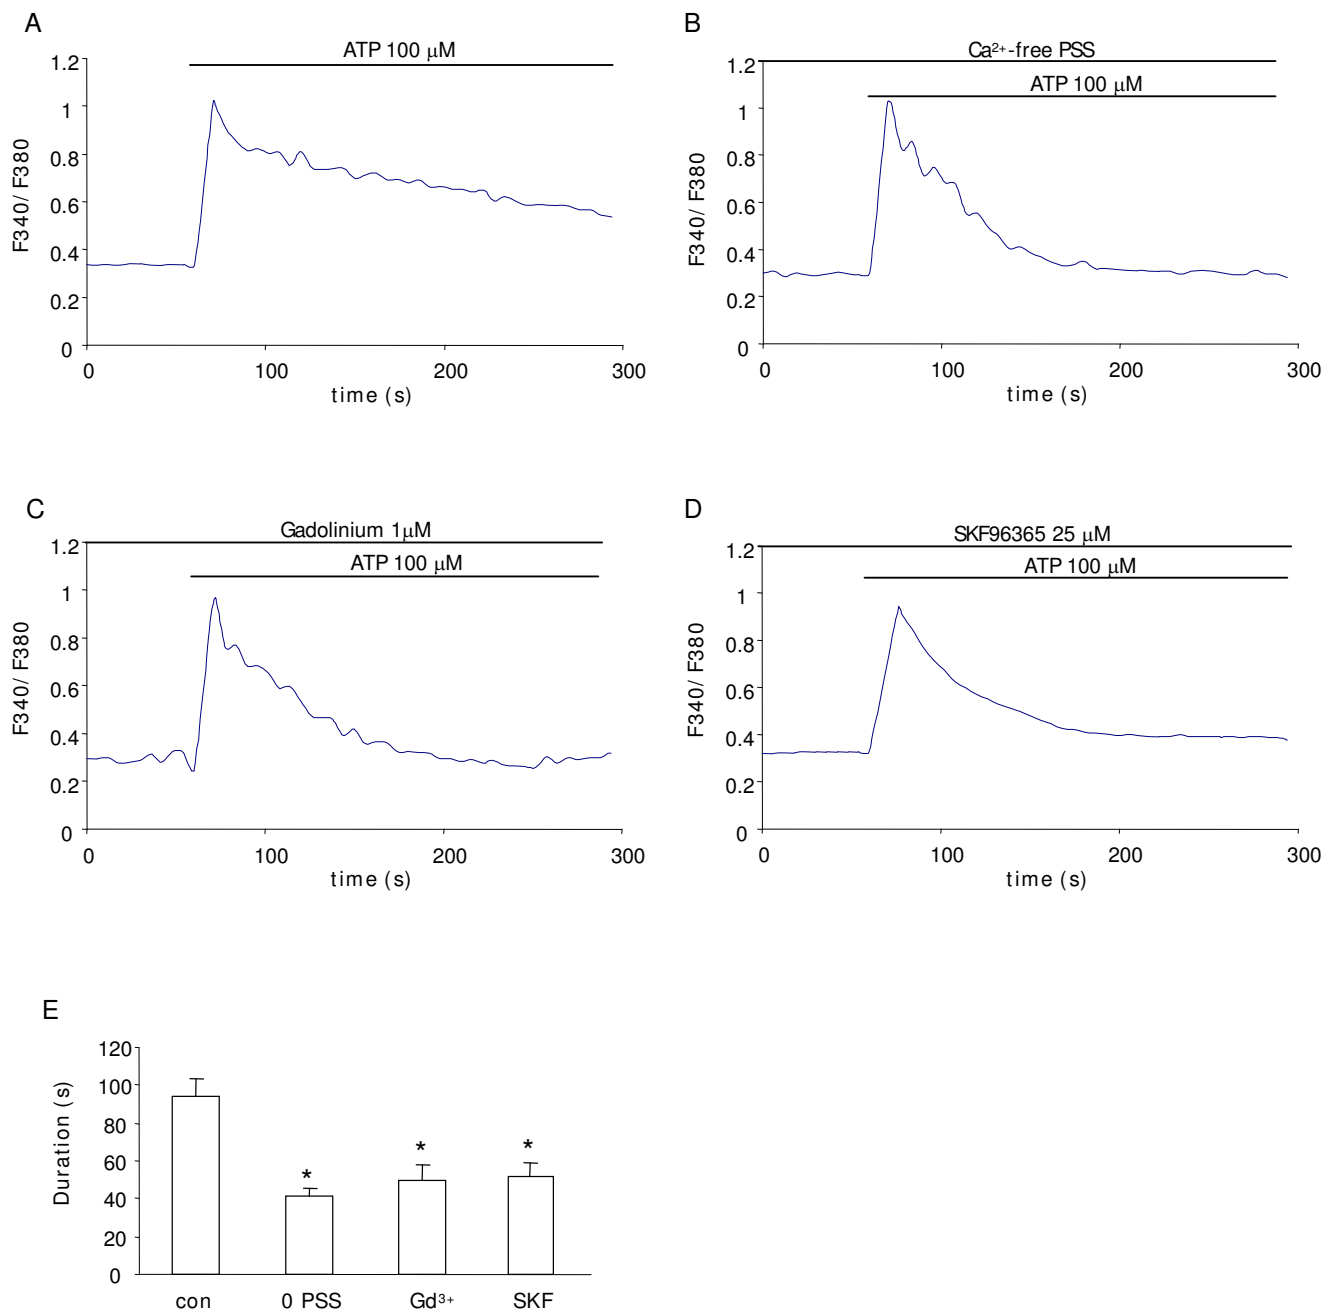 A
ATP 100 μM
1.2
1
0.8
0.6
0.4
0.2
0
F340/ F380
0 100 200 300
time (s)
B
Ca²⁺-free PSS
ATP 100 μM
1.2
1
0.8
0.6
0.4
0.2
0
F340/ F380
0 100 200 300
time (s)
C
Gadolinium 1μM
ATP 100 μM
1.2
1
0.8
0.6
0.4
0.2
0
F340/ F380
0 100 200 300
time (s)
D
SKF96365 25 μM
ATP 100 μM
1.2
1
0.8
0.6
0.4
0.2
0
F340/ F380
0 100 200 300
time (s)
E
120
100
80
60
40
20
0
Duration (s)
* * *
con 0 PSS Gd³⁺ SKF